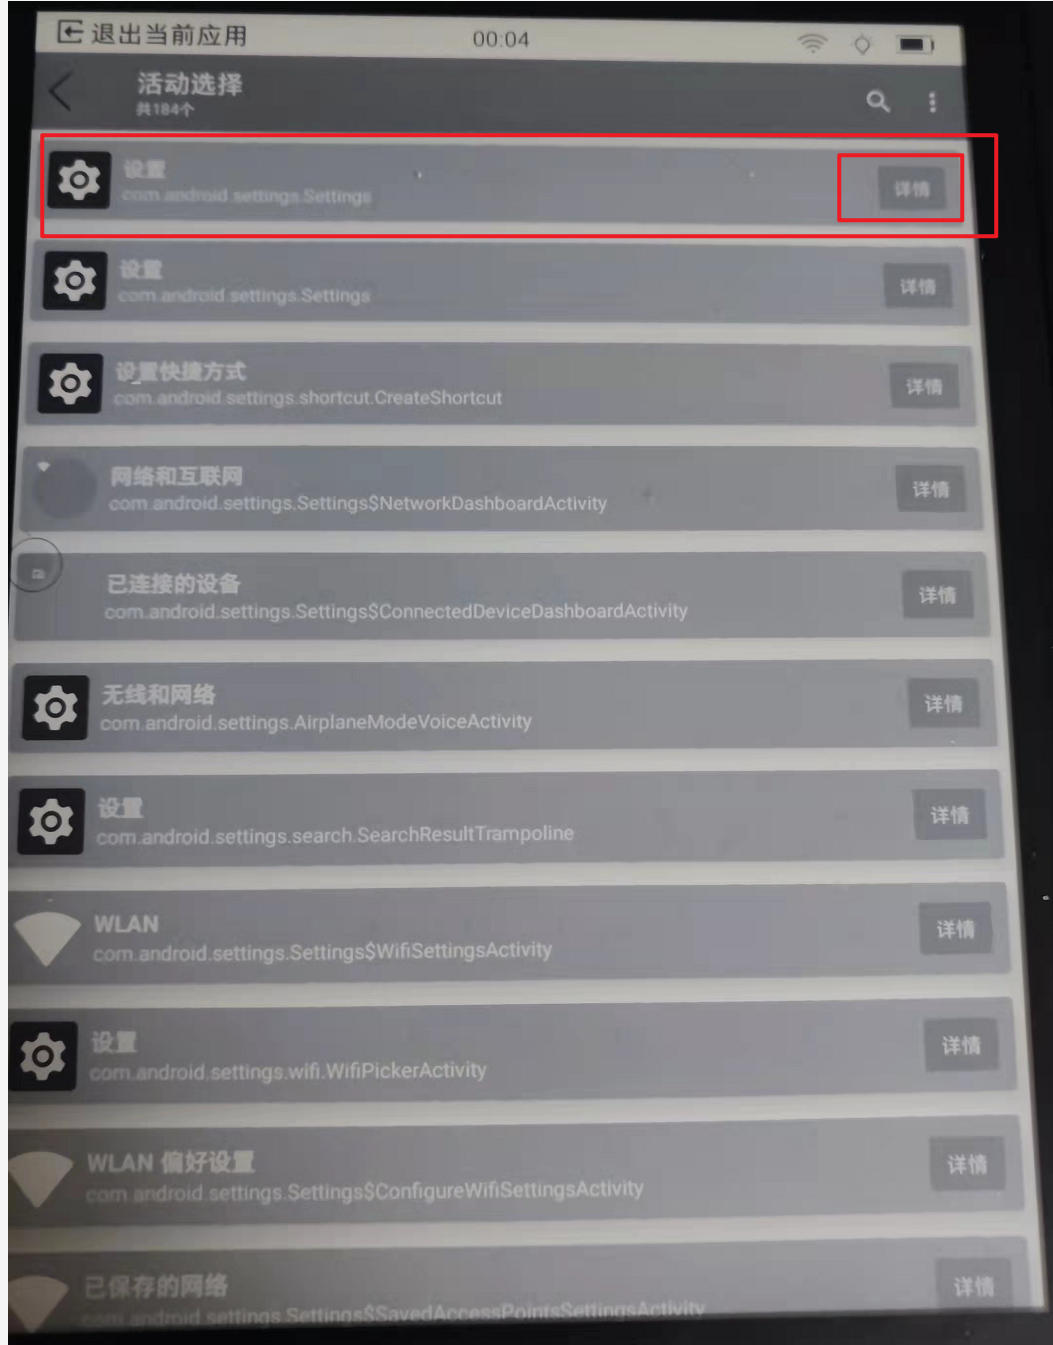 退出当前应用
00:04
活动选择
共184个
设置
com.android.settings.Settings
详情
设置
com.android.settings.Settings
详情
设置快捷方式
com.android.settings.shortcut.CreateShortcut
详情
网络和互联网
com.android.settings.Settings$NetworkDashboardActivity
详情
已连接的设备
com.android.settings.Settings$ConnectedDeviceDashboardActivity
详情
无线和网络
com.android.settings.AirplaneModeVoiceActivity
详情
设置
com.android.settings.search.SearchResultTrampoline
详情
WLAN
com.android.settings.Settings$WifiSettingsActivity
详情
设置
com.android.settings.wifi.WifiPickerActivity
详情
WLAN 偏好设置
com.android.settings.Settings$ConfigureWifiSettingsActivity
详情
已保存的网络
com.android.settings.Settings$SavedAccessPointsSettingsActivity
详情